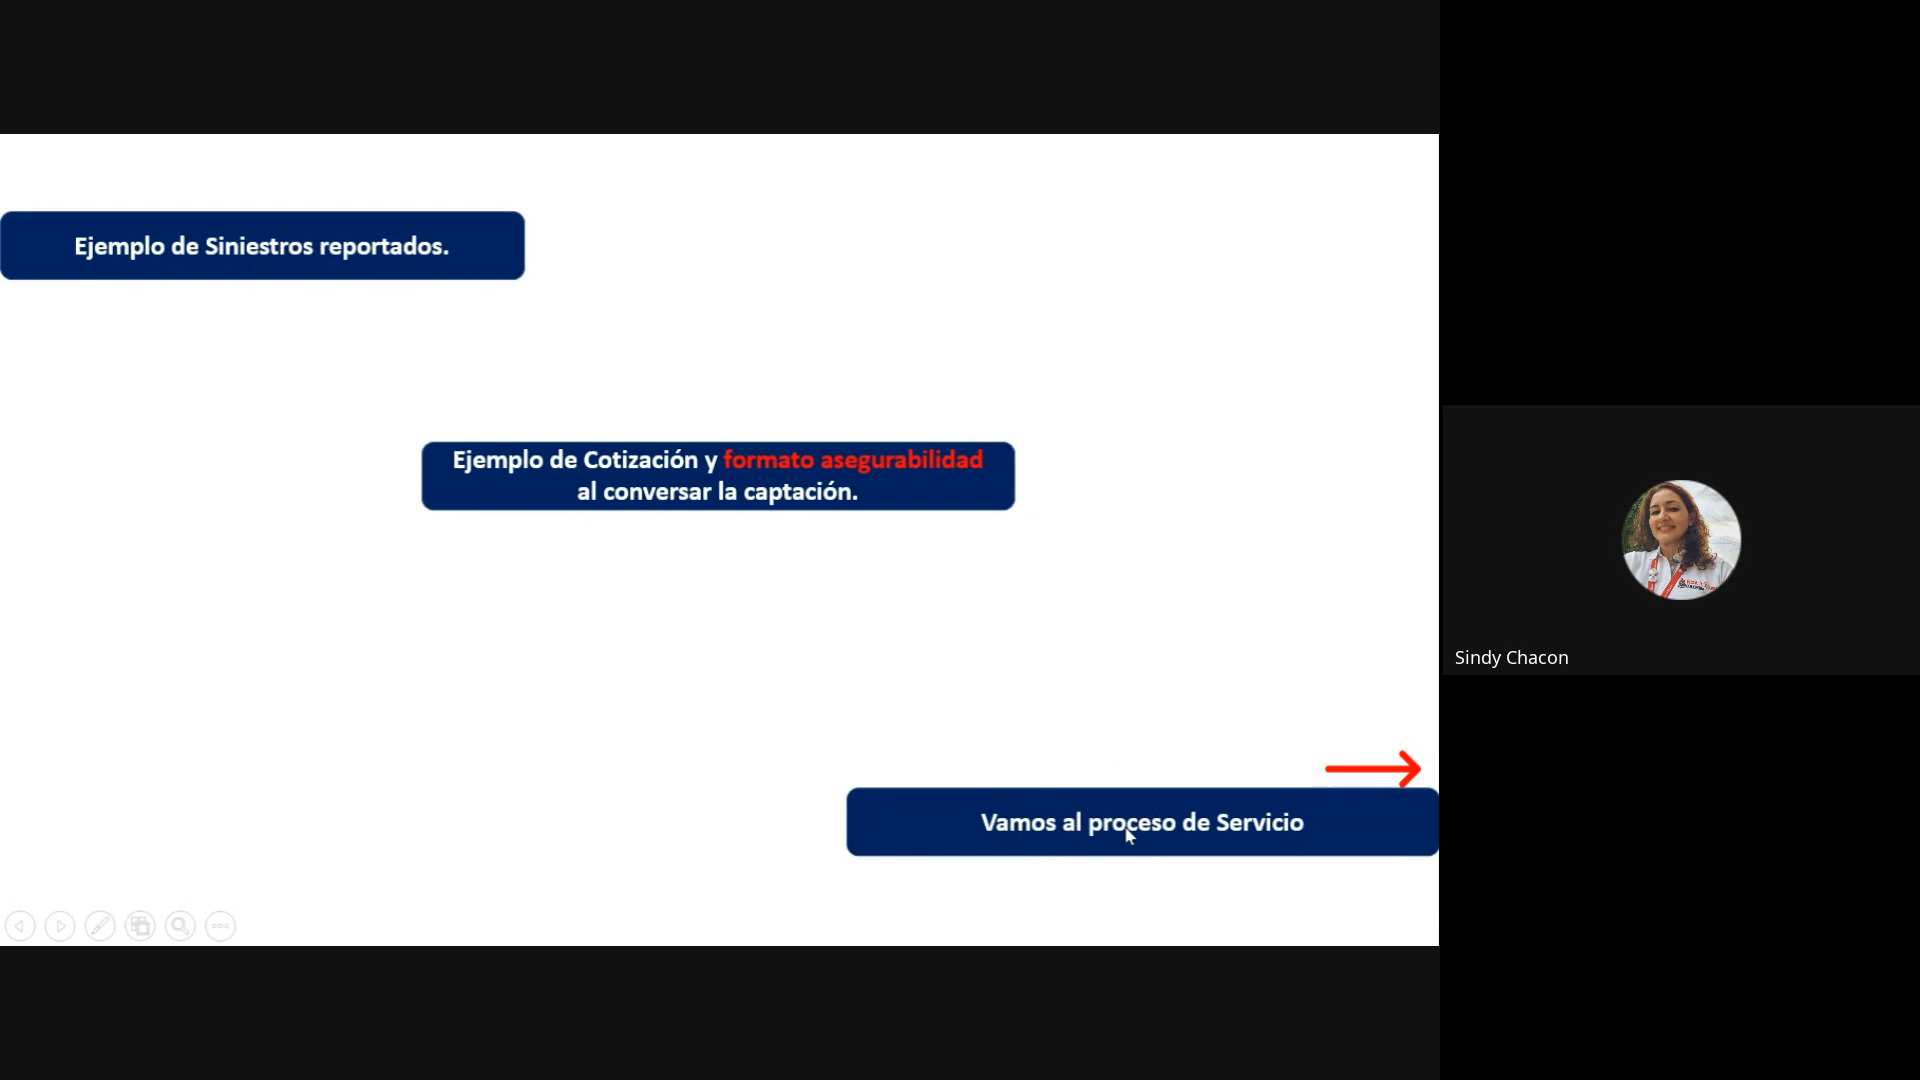 Ejemplo de Siniestros reportados.
Ejemplo de Cotización y formato asegurabilidad
al conversar la captación.
Vamos al proceso de Servicio
Sindy Chacon